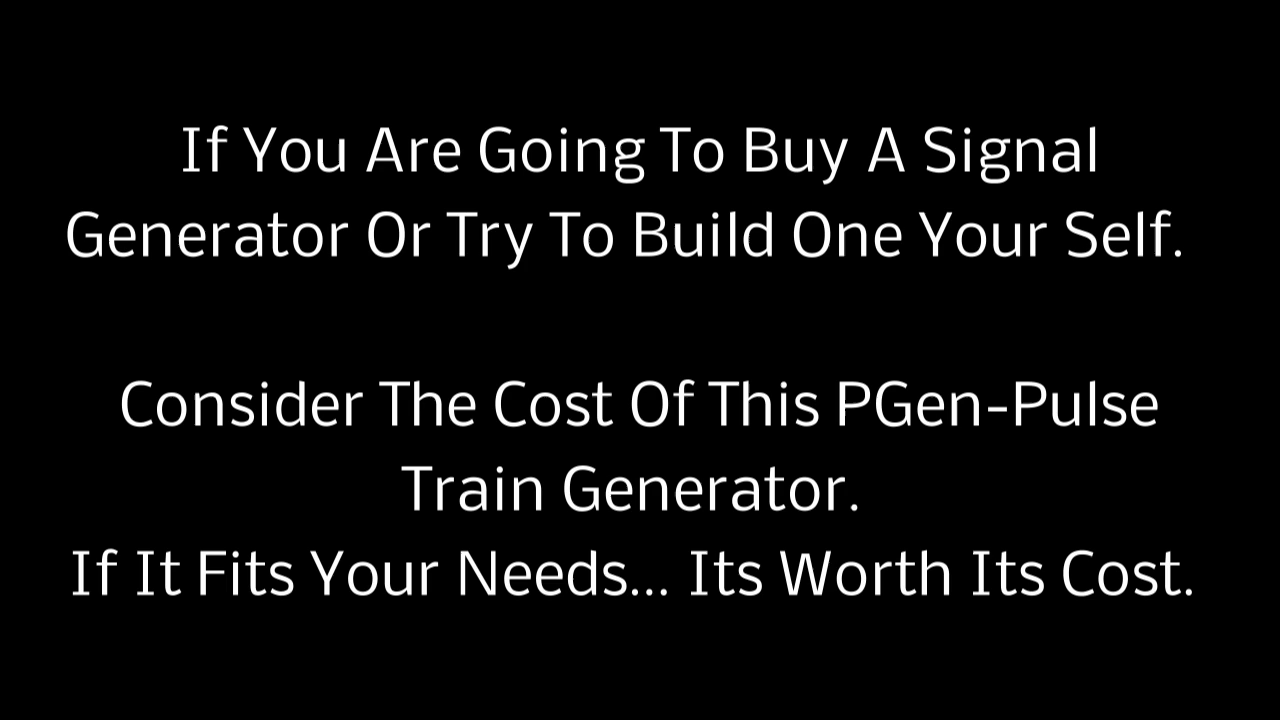 If You Are Going To Buy A Signal
Generator Or Try To Build One Your Self.
Consider The Cost Of This PGen-Pulse
Train Generator.
If It Fits Your Needs... Its Worth Its Cost.